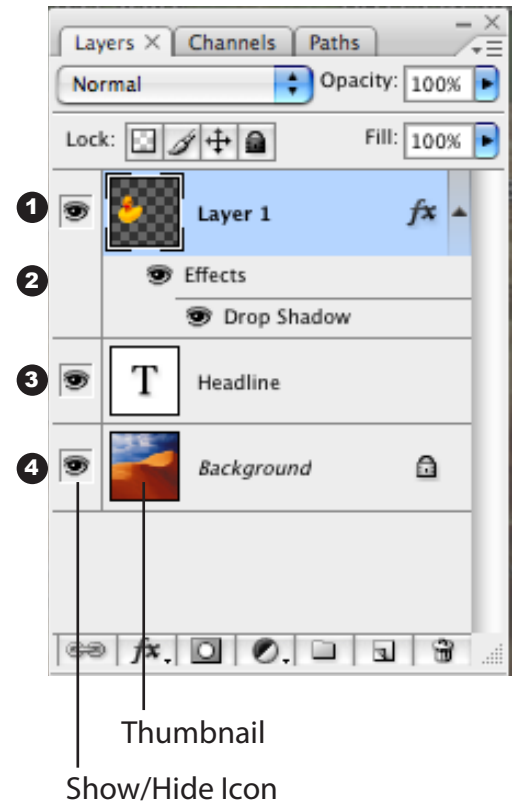 Layers × Channels Paths
Normal Opacity: 100%
Lock: Fill: 100%
1 Layer 1 fx
2 Effects
Drop Shadow
3 T Headline
4 Background
fx.
Thumbnail
Show/Hide Icon